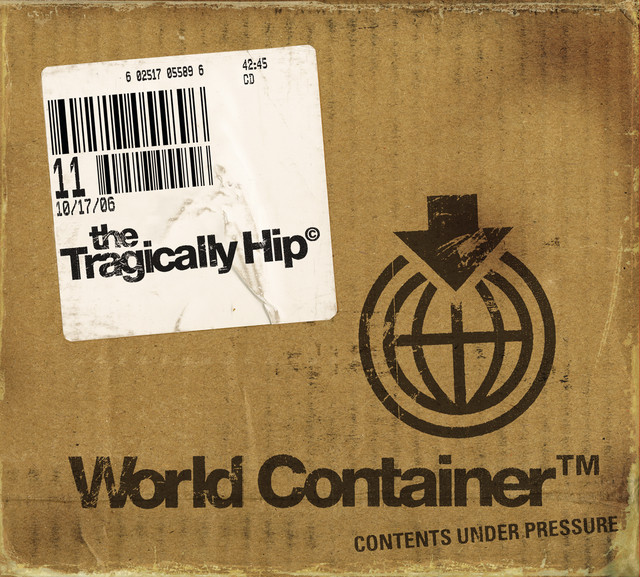 6 02517 05589 6
42:45
CD
11
10/17/06
the
Tragically Hip©
World Container™
CONTENTS UNDER PRESSURE